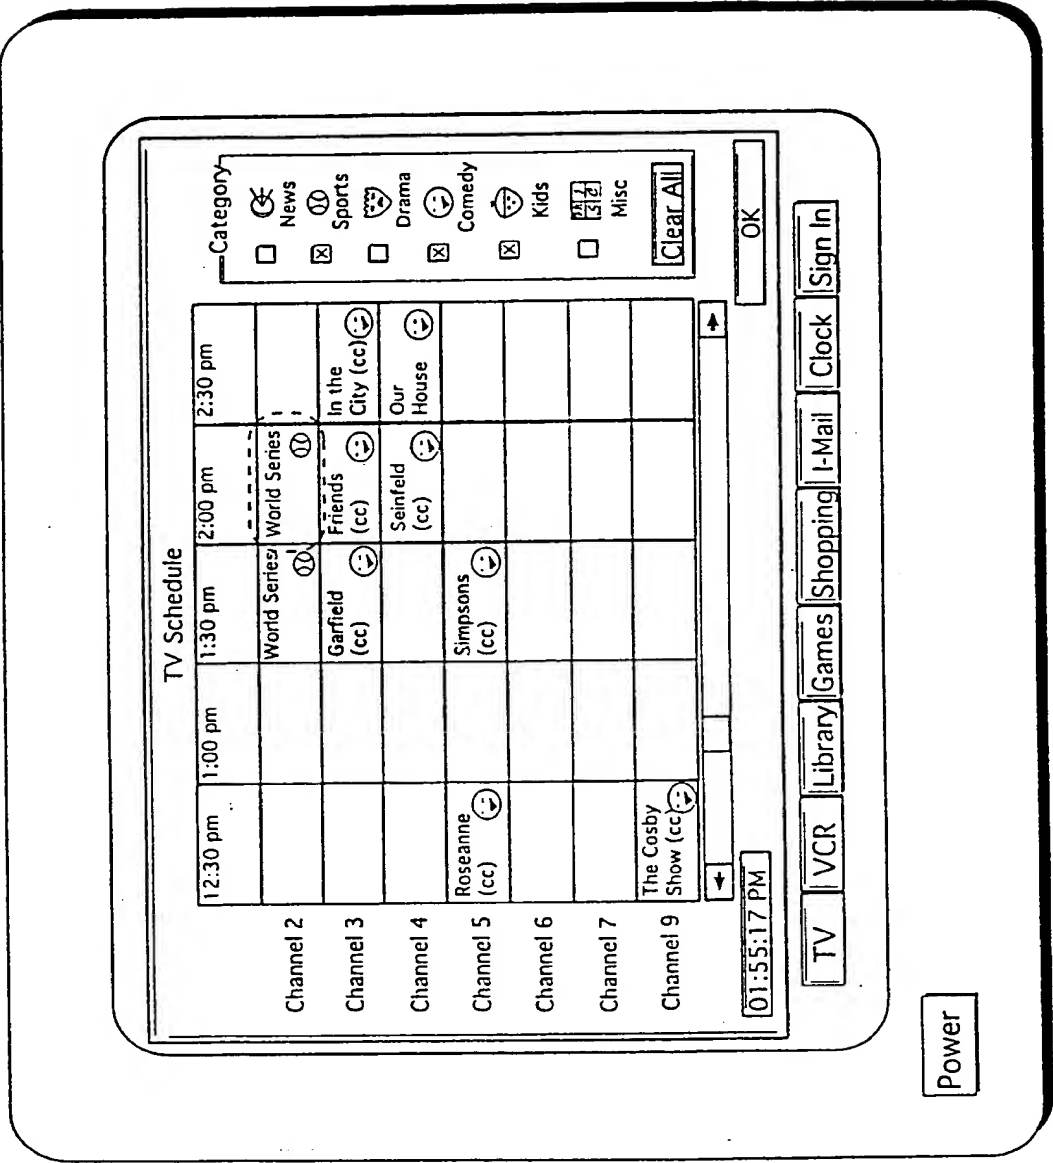 TV Schedule
12:30 pm 1:00 pm 1:30 pm 2:00 pm 2:30 pm
Channel 2 World Series World Series
Channel 3 Garfield (cc) Friends (cc) In the City (cc)
Channel 4 Seinfeld (cc) Our House
Channel 5 Roseanne (cc) Simpsons (cc)
Channel 6
Channel 7
Channel 9 The Cosby Show (cc)
Category
News
x Sports
Drama
x Comedy
x Kids
Misc
Clear All
01:55:17 PM OK
TV VCR Library Games Shopping I-Mail Clock Sign In
Power